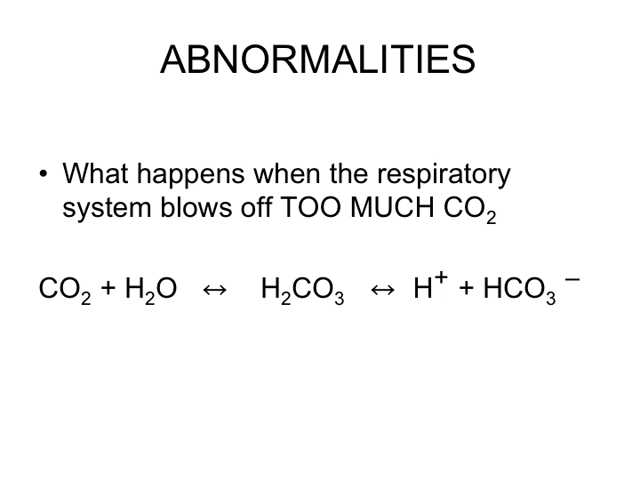 ABNORMALITIES
• What happens when the respiratory
system blows off TOO MUCH CO₂
CO₂ + H₂O ↔ H₂CO₃ ↔ H⁺ + HCO₃⁻